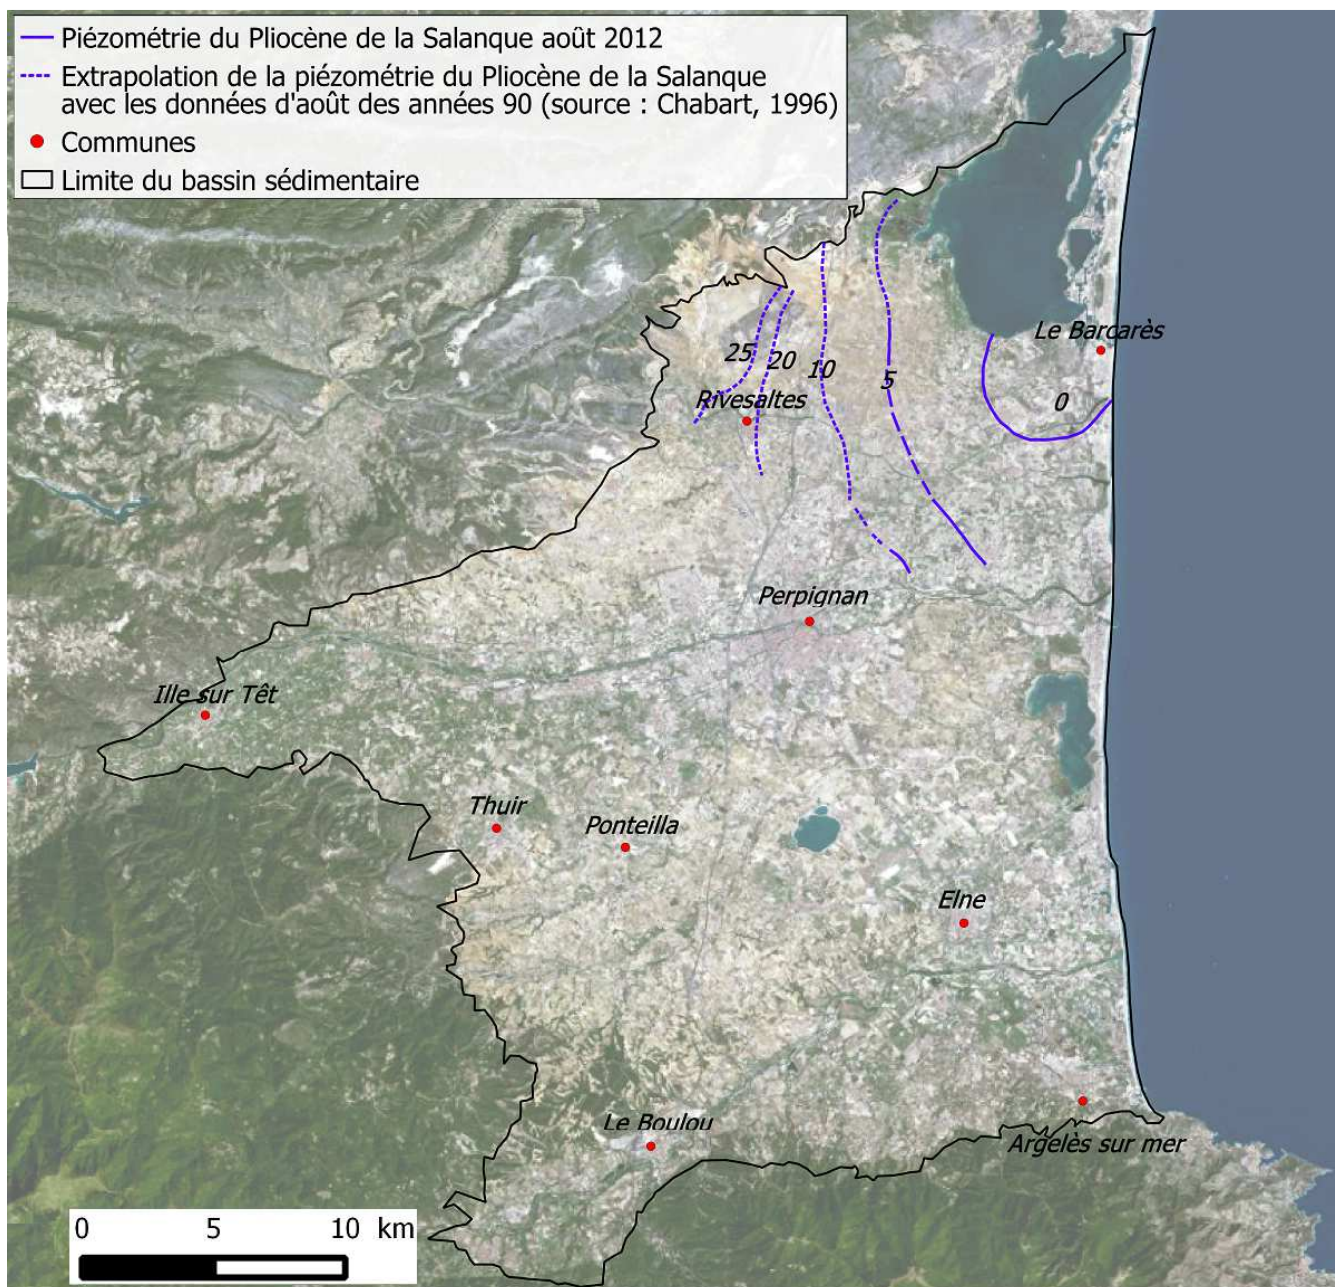 Piézométrie du Pliocène de la Salanque août 2012
Extrapolation de la piézométrie du Pliocène de la Salanque
avec les données d'août des années 90 (source : Chabart, 1996)
Communes
Limite du bassin sédimentaire
Le Barcarès
25
20
10
5
0
Rivesaltes
Perpignan
Ille sur Têt
Thuir
Ponteilla
Elne
Le Boulou
Argelès sur mer
0 5 10 km